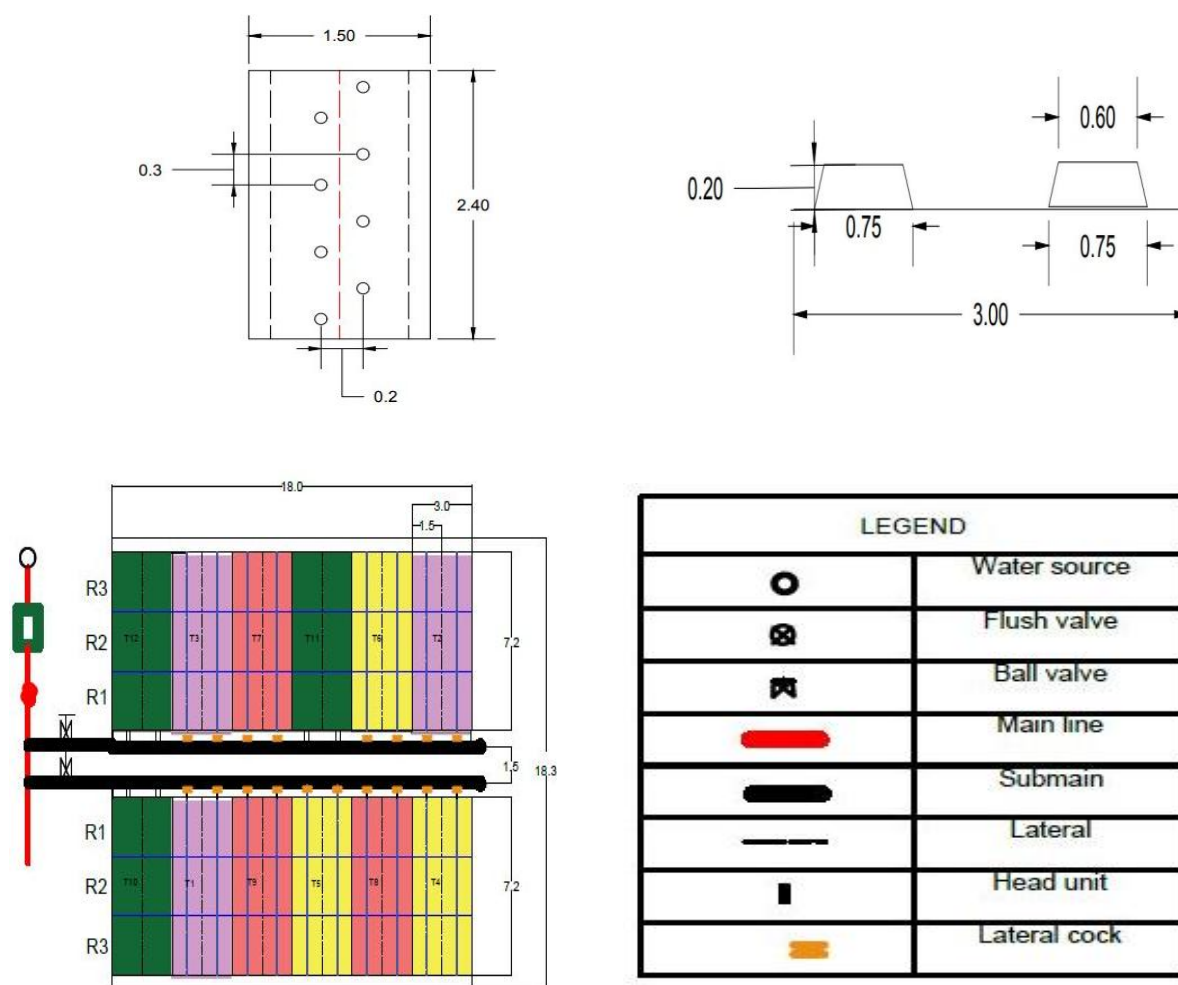 1.50
0.3
2.40
0.2
0.60
0.20
0.75
0.75
3.00
18.0
3.0
1.5
R3
R2
R1
T12
T3
T7
T11
T6
T2
7.2
1.5
18.3
R1
R2
R3
T10
T1
T9
T5
T8
T4
7.2
LEGEND
Water source
Flush valve
Ball valve
Main line
Submain
Lateral
Head unit
Lateral cock